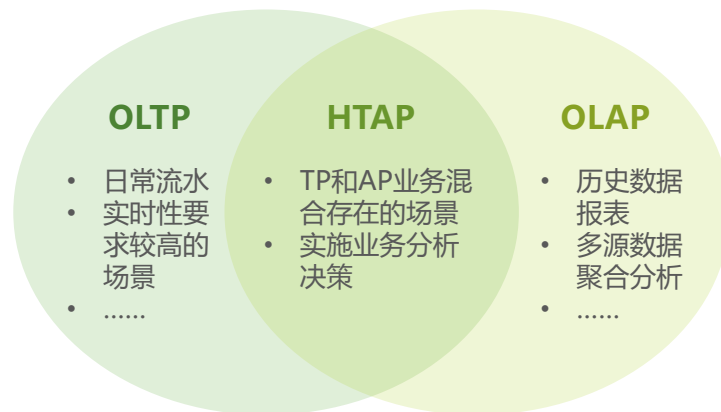 OLTP
• 日常流水
• 实时性要
求较高的
场景
• ......
HTAP
• TP和AP业务混
合存在的场景
• 实施业务分析
决策
OLAP
• 历史数据
报表
• 多源数据
聚合分析
• ......